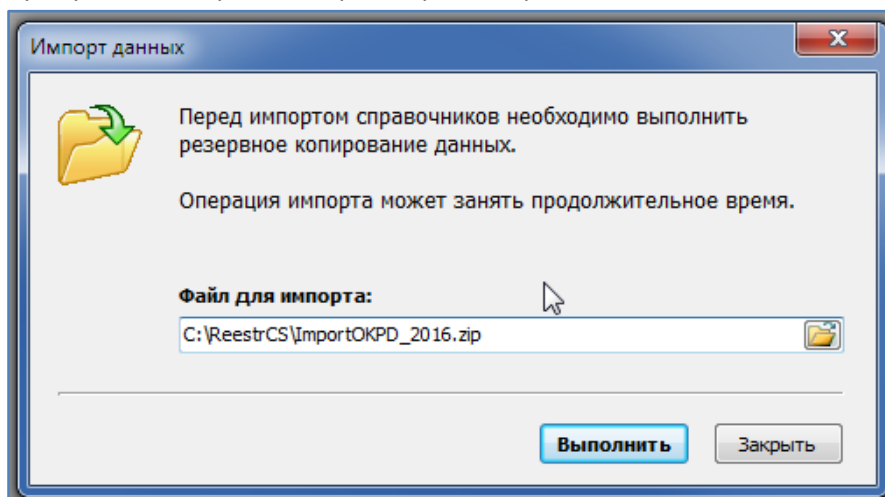 Импорт данных
Перед импортом справочников необходимо выполнить
резервное копирование данных.
Операция импорта может занять продолжительное время.
Файл для импорта:
C:\ReestrCS\ImportOKPD_2016.zip
Выполнить
Закрыть